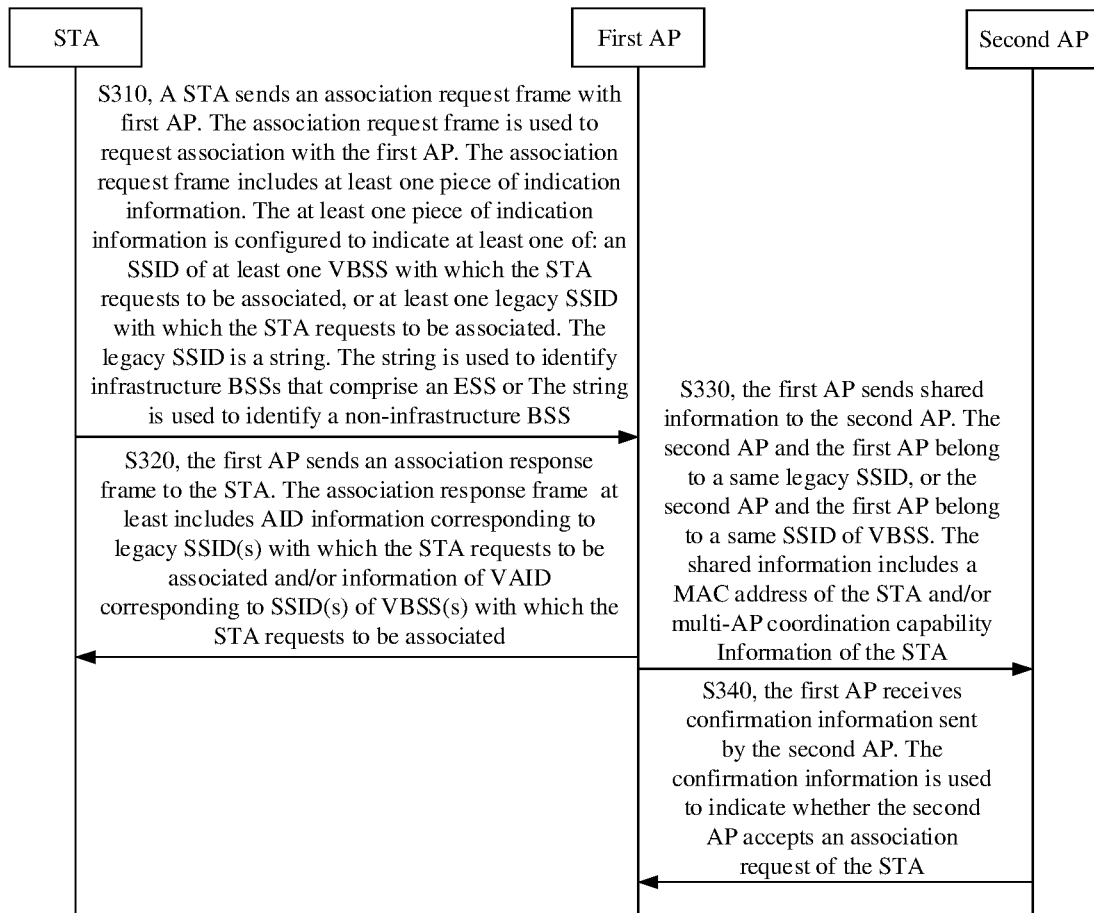 STA
First AP
Second AP
S310, A STA sends an association request frame with
first AP. The association request frame is used to
request association with the first AP. The association
request frame includes at least one piece of indication
information. The at least one piece of indication
information is configured to indicate at least one of: an
SSID of at least one VBSS with which the STA
requests to be associated, or at least one legacy SSID
with which the STA requests to be associated. The
legacy SSID is a string. The string is used to identify
infrastructure BSSs that comprise an ESS or The string
is used to identify a non-infrastructure BSS
S320, the first AP sends an association response
frame to the STA. The association response frame at
least includes AID information corresponding to
legacy SSID(s) with which the STA requests to be
associated and/or information of VAID
corresponding to SSID(s) of VBSS(s) with which the
STA requests to be associated
S330, the first AP sends shared
information to the second AP. The
second AP and the first AP belong
to a same legacy SSID, or the
second AP and the first AP belong
to a same SSID of VBSS. The
shared information includes a
MAC address of the STA and/or
multi-AP coordination capability
Information of the STA
S340, the first AP receives
confirmation information sent
by the second AP. The
confirmation information is used
to indicate whether the second
AP accepts an association
request of the STA